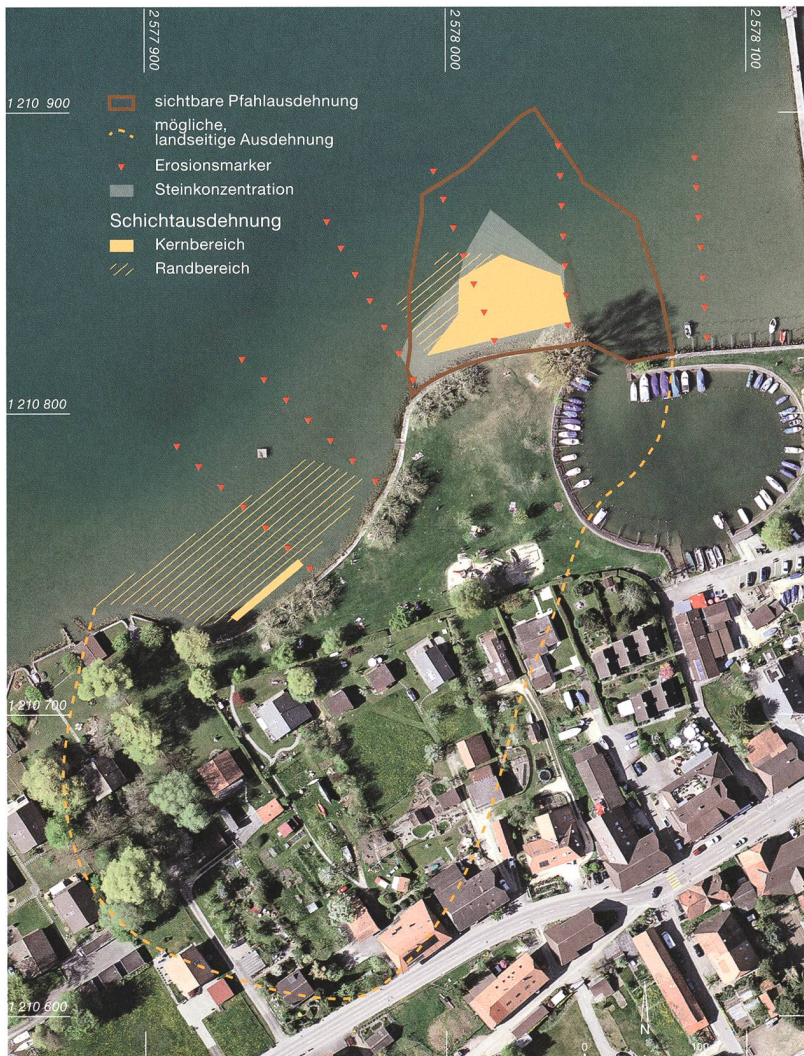 2 577 900
2 578 000
2 578 100
1 210 900
sichtbare Pfahlausdehnung
mögliche,
landseitige Ausdehnung
Erosionsmarker
Steinkonzentration
Schichtausdehnung
Kernbereich
Randbereich
1 210 800
1 210 700
1 210 600
N
0